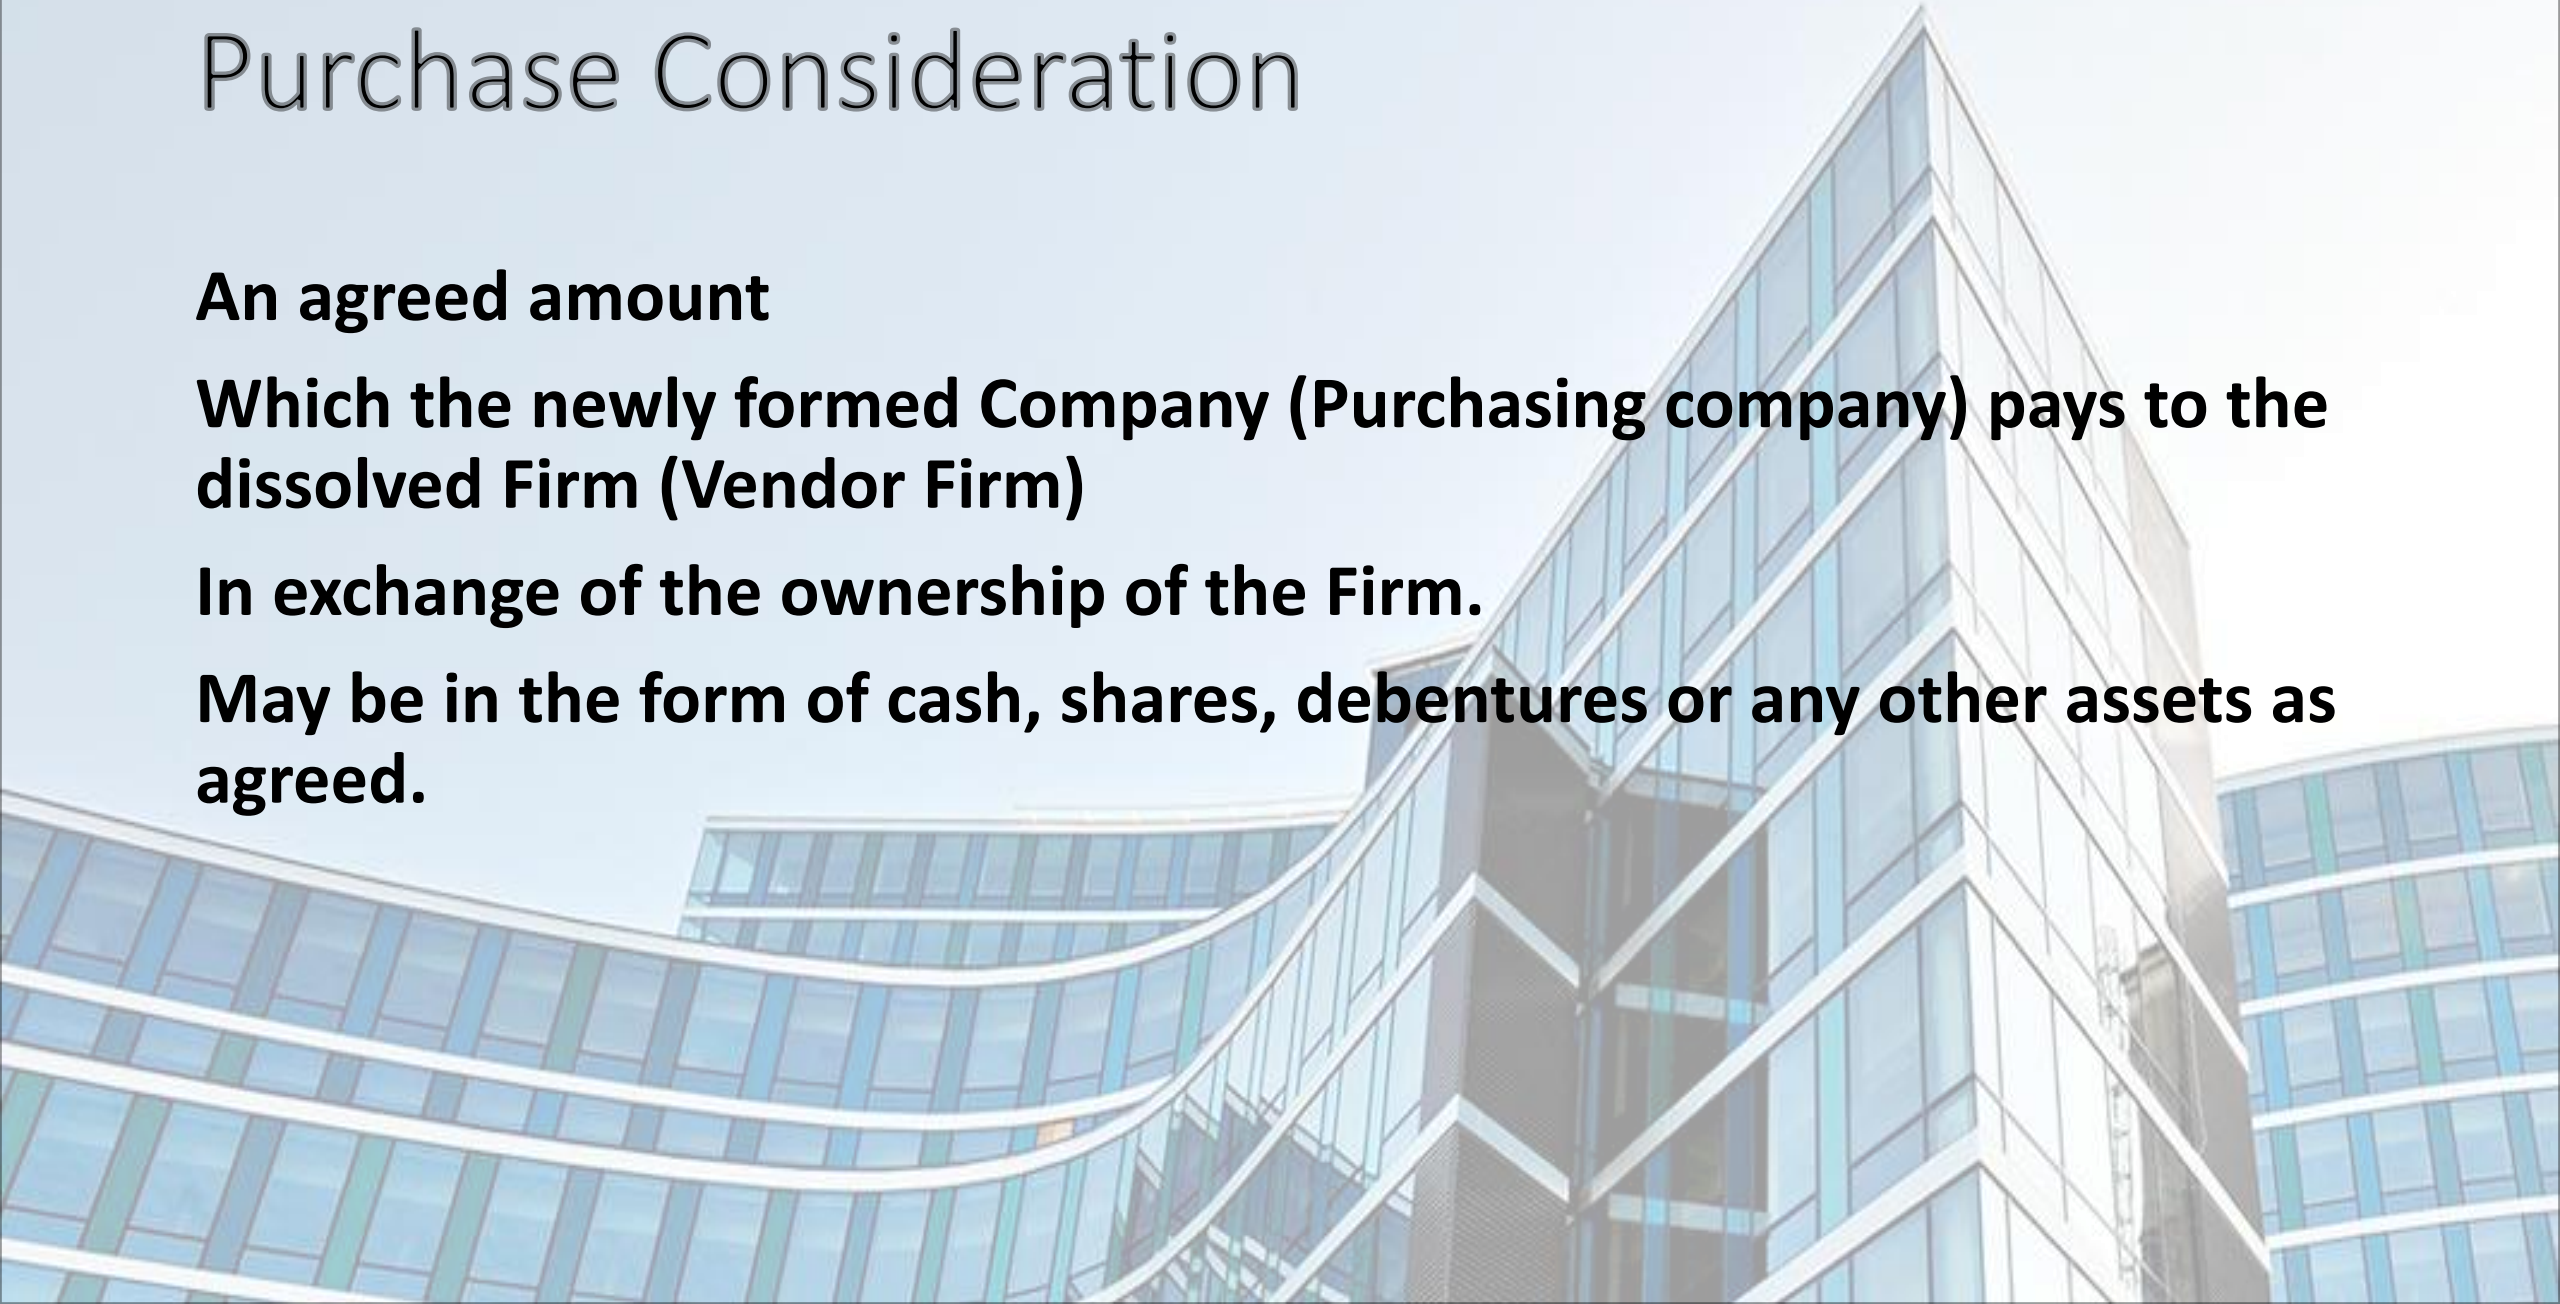 Purchase Consideration
An agreed amount
Which the newly formed Company (Purchasing company) pays to the
dissolved Firm (Vendor Firm)
In exchange of the ownership of the Firm.
May be in the form of cash, shares, debentures or any other assets as
agreed.